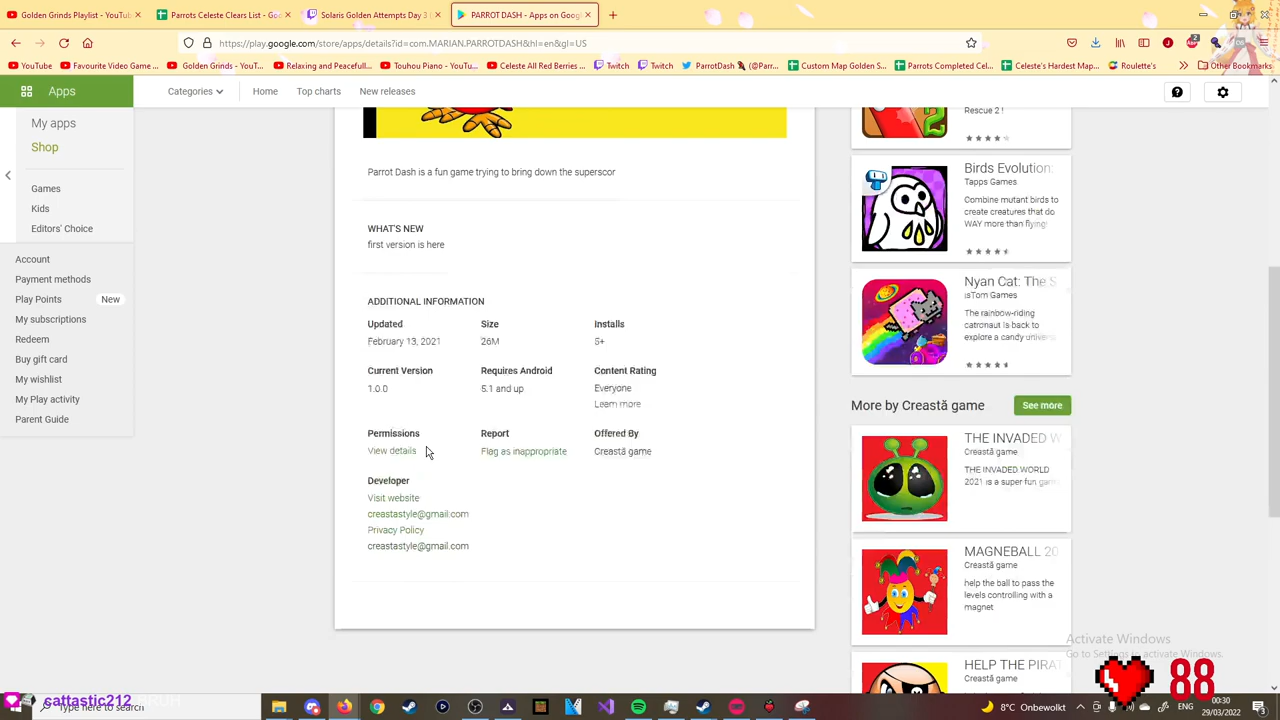 Golden Grinds Playlist - YouTu
Parrots Celeste Clears List - Goo
Solaris Golden Attempts Day 3
PARROT DASH - Apps on Goog
https://play.google.com/store/apps/details?id=com.MARIAN.PARROTDASH&hl=en&gl=US
YouTube
Favourite Video Game ...
Golden Grinds - YouT...
Relaxing and Peacefull...
Touhou Piano - YouTu...
Celeste All Red Berries ...
Twitch
Twitch
ParrotDash (@Parr...
Custom Map Golden S...
Parrots Completed Cel...
Celeste's Hardest Map...
Roulette's
Other Bookmarks
Apps
Categories
Home
Top charts
New releases
My apps
Shop
Games
Kids
Editors' Choice
Account
Payment methods
Play Points New
My subscriptions
Redeem
Buy gift card
My wishlist
My Play activity
Parent Guide
Parrot Dash is a fun game trying to bring down the superscor
WHAT'S NEW
first version is here
ADDITIONAL INFORMATION
Updated
February 13, 2021
Size
26M
Installs
5+
Current Version
1.0.0
Requires Android
5.1 and up
Content Rating
Everyone
Learn more
Permissions
View details
Report
Flag as inappropriate
Offered By
Creastă game
Developer
Visit website
creastastyle@gmail.com
Privacy Policy
creastastyle@gmail.com
Rescue 2 !
Birds Evolution:
Tapps Games
Combine mutant birds to
create creatures that do
WAY more than flying!
Nyan Cat: The S
isTom Games
The rainbow-riding
catronaut is back to
explore a candy universe
More by Creastă game
See more
THE INVADED W
Creastă game
THE INVADED WORLD
2021 is a super fun game
MAGNEBALL 20
Creastă game
help the ball to pass the
levels controlling with a
magnet
HELP THE PIRAT
Creastă game
Activate Windows
Go to Settings to activate Windows.
88
cattastic212 BRUH
Type here to search
8°C Onbewolkt
ENG
00:30
29/03/2022